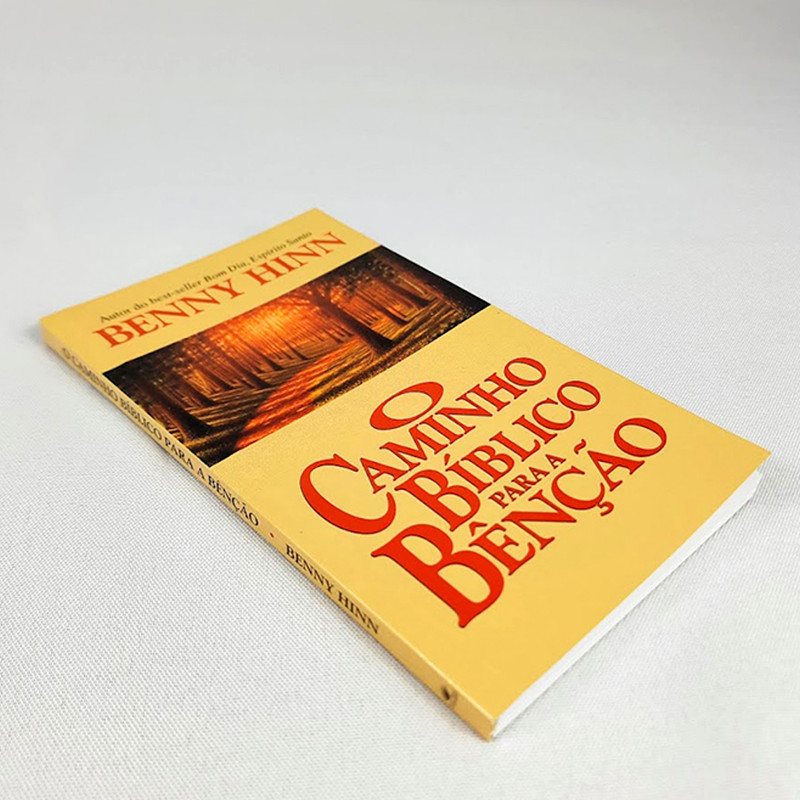 Autor do best-seller Bom Dia, Espírito Santo
BENNY HINN
O
CAMINHO
BÍBLICO
PARA A
BÊNÇÃO
O CAMINHO BÍBLICO PARA A BÊNÇÃO • BENNY HINN